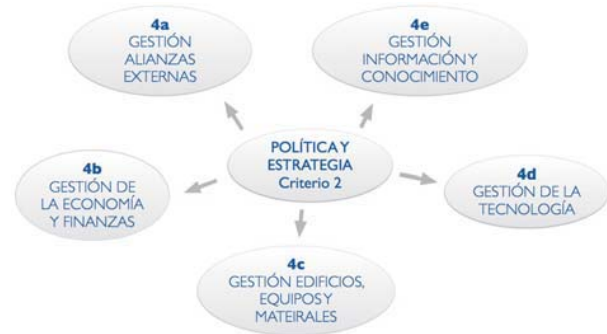 4a
GESTIÓN
ALIANZAS
EXTERNAS
4e
GESTIÓN
INFORMACIÓN Y
CONOCIMIENTO
POLÍTICA Y
ESTRATEGIA
Criterio 2
4b
GESTIÓN DE
LA ECONOMÍA
Y FINANZAS
4d
GESTIÓN DE LA
TECNOLOGÍA
4c
GESTIÓN EDIFICIOS,
EQUIPOS Y
MATEIRALES